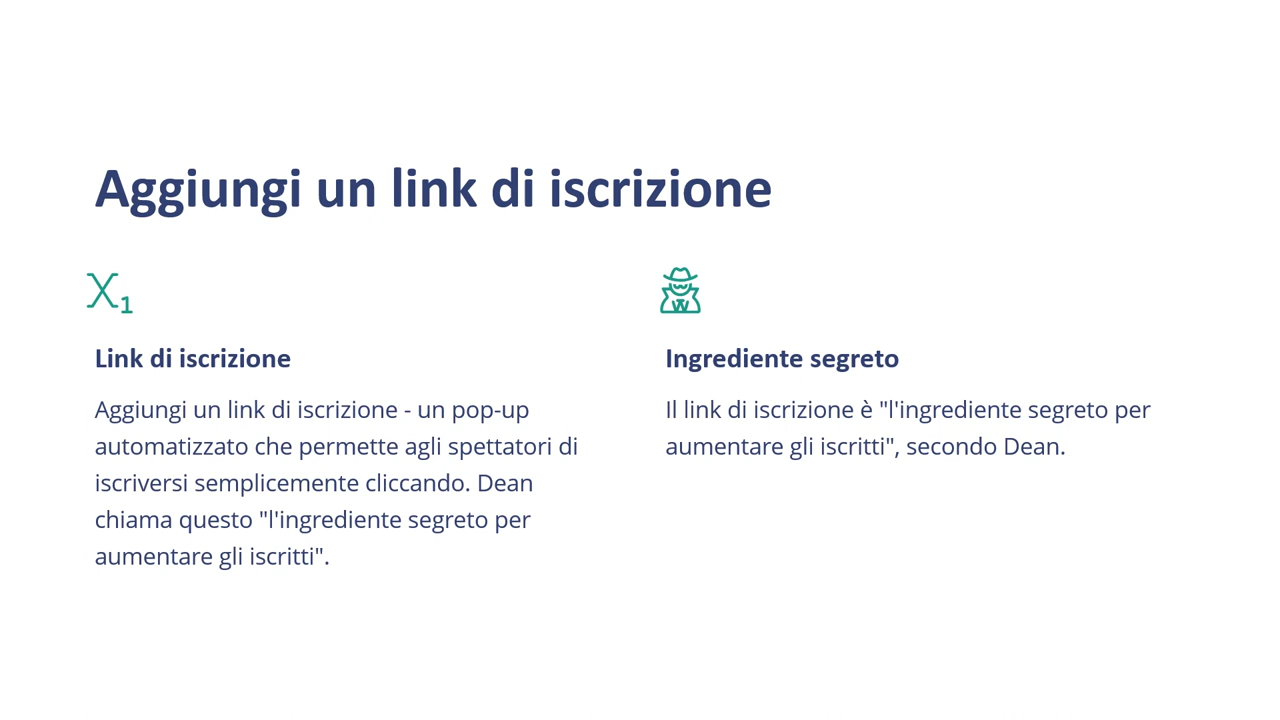 Aggiungi un link di iscrizione
X₁
Link di iscrizione
Aggiungi un link di iscrizione - un pop-up
automatizzato che permette agli spettatori di
iscriversi semplicemente cliccando. Dean
chiama questo "l'ingrediente segreto per
aumentare gli iscritti".
Ingrediente segreto
Il link di iscrizione è "l'ingrediente segreto per
aumentare gli iscritti", secondo Dean.